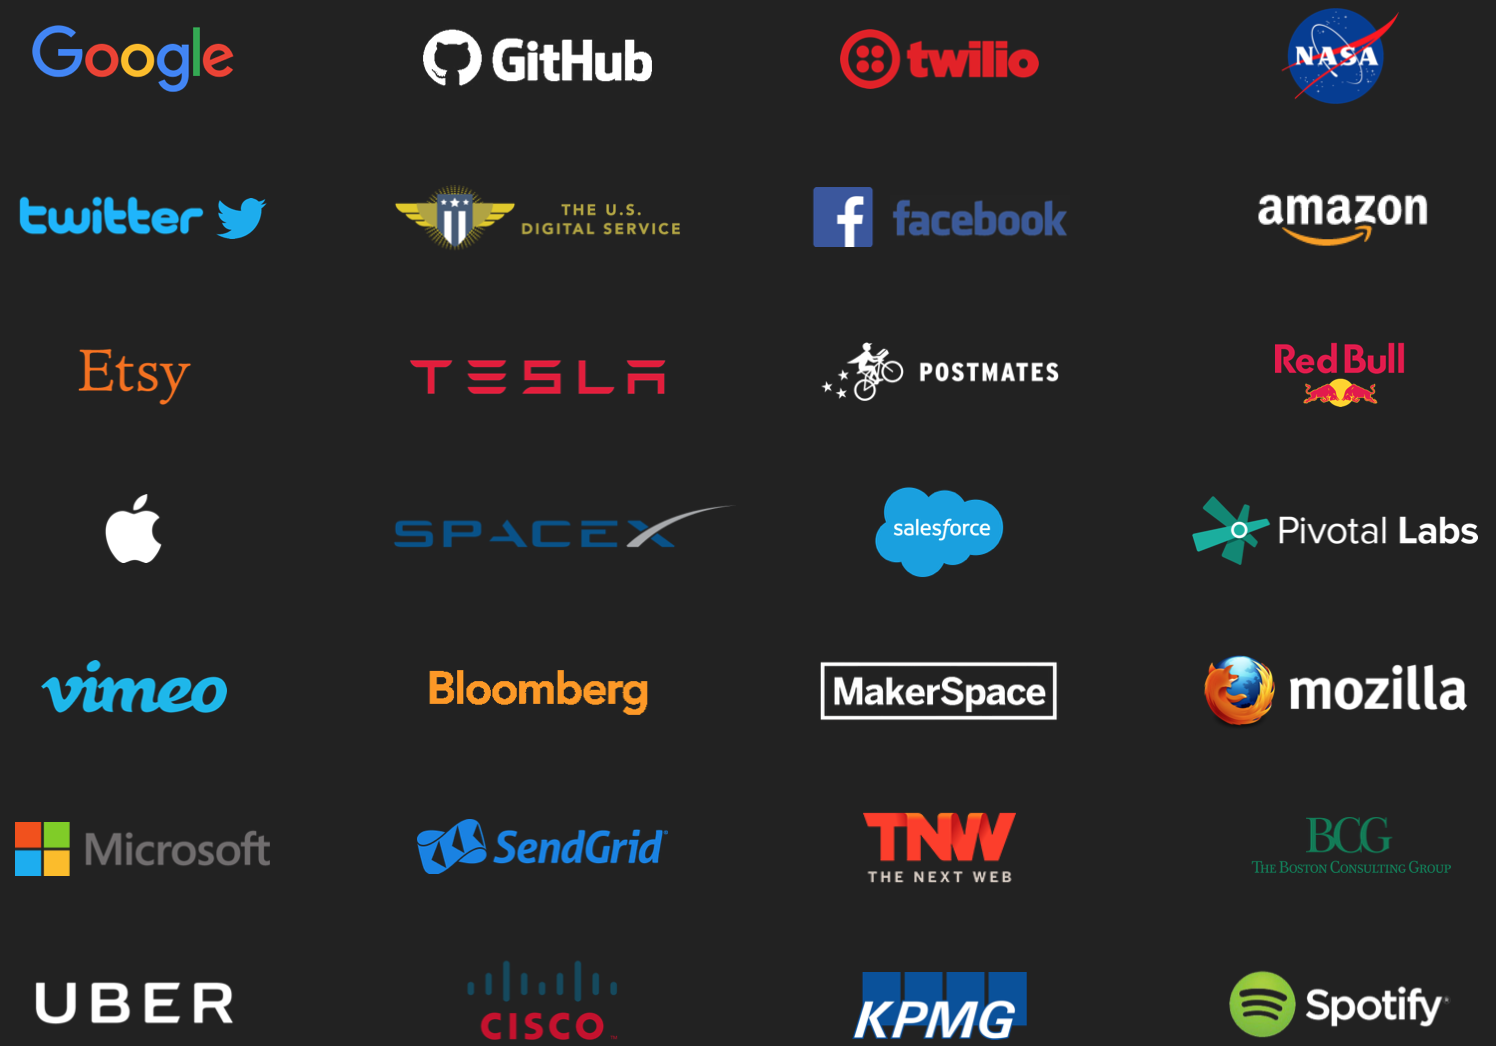 Google
GitHub
twilio
NASA
twitter
THE U.S.
DIGITAL SERVICE
f facebook
amazon
Etsy
TESLA
POSTMATES
Red Bull
SPACEX
salesforce
Pivotal Labs
vimeo
Bloomberg
MakerSpace
mozilla
Microsoft
SendGrid
TNW
THE NEXT WEB
BCG
THE BOSTON CONSULTING GROUP
UBER
CISCO
KPMG
Spotify